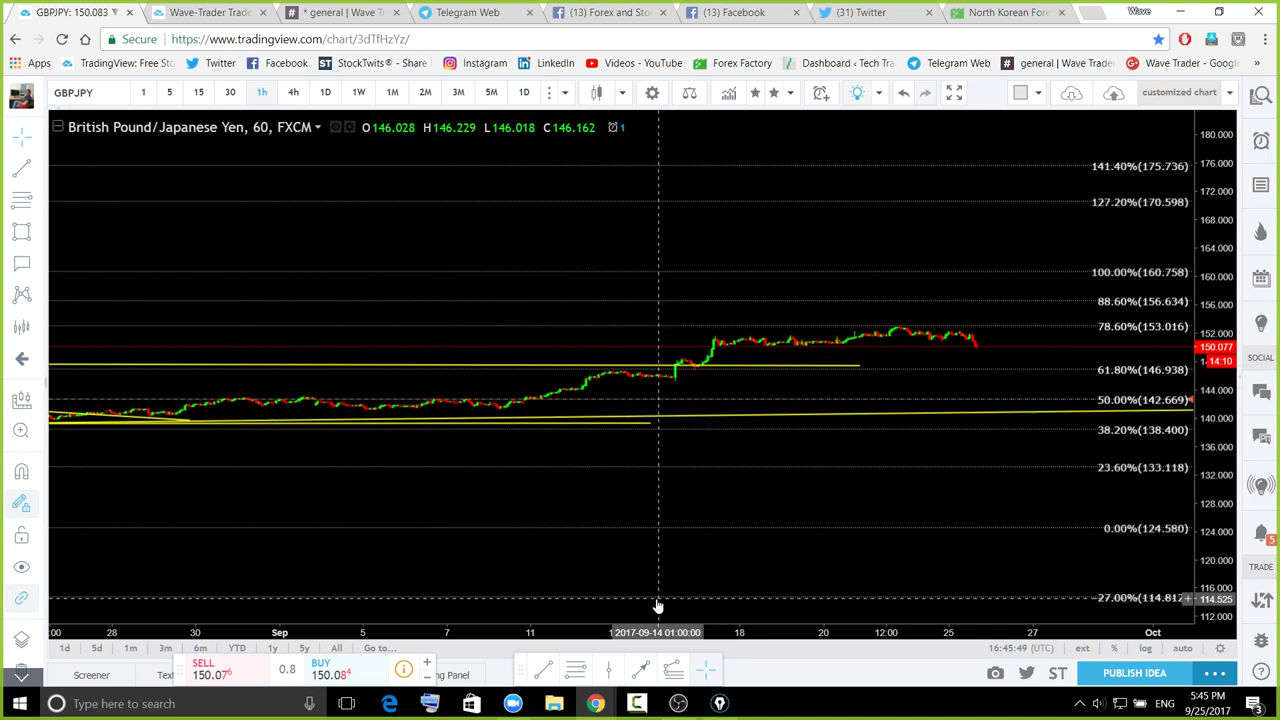 GBPJPY: 150.083
Wave-Trader Trade
* general | Wave Tr
Telegram Web
(13) Forex and Sto
(13) Facebook
(31) Twitter
North Korean Fore
Wave
Secure
https://www.tradingview.com/chart/3dTfHzYz/
Apps
TradingView: Free Sto
Twitter
Facebook
StockTwits® - Share
Instagram
LinkedIn
Videos - YouTube
Forex Factory
Dashboard ‹ Tech Tra
Telegram Web
general | Wave Trade
Wave Trader - Google
GBPJPY
1
5
15
30
1h
4h
1D
1W
1M
2M
3M
5M
1D
customized chart
British Pound/Japanese Yen, 60, FXCM
O 146.028 H 146.229 L 146.018 C 146.162
1
180.000
176.000
172.000
168.000
164.000
160.000
156.000
152.000
150.077
14:10
144.000
140.000
136.000
132.000
128.000
124.000
120.000
116.000
114.525
112.000
141.40%(175.736)
127.20%(170.598)
100.00%(160.758)
88.60%(156.634)
78.60%(153.016)
61.80%(146.938)
50.00%(142.669)
38.20%(138.400)
23.60%(133.118)
0.00%(124.580)
SOCIAL
5
TRADE
28
30
Sep
5
7
11
2017-09-14 01:00:00
18
20
12:00
25
27
Oct
1d
5d
1m
3m
6m
YTD
1y
5y
All
Go to...
16:45:49 (UTC)
ext
%
log
auto
Screener
SELL
150.07⁶
0.8
BUY
150.08⁴
ng Panel
ST
PUBLISH IDEA
Type here to search
ENG
5:45 PM
9/25/2017
3